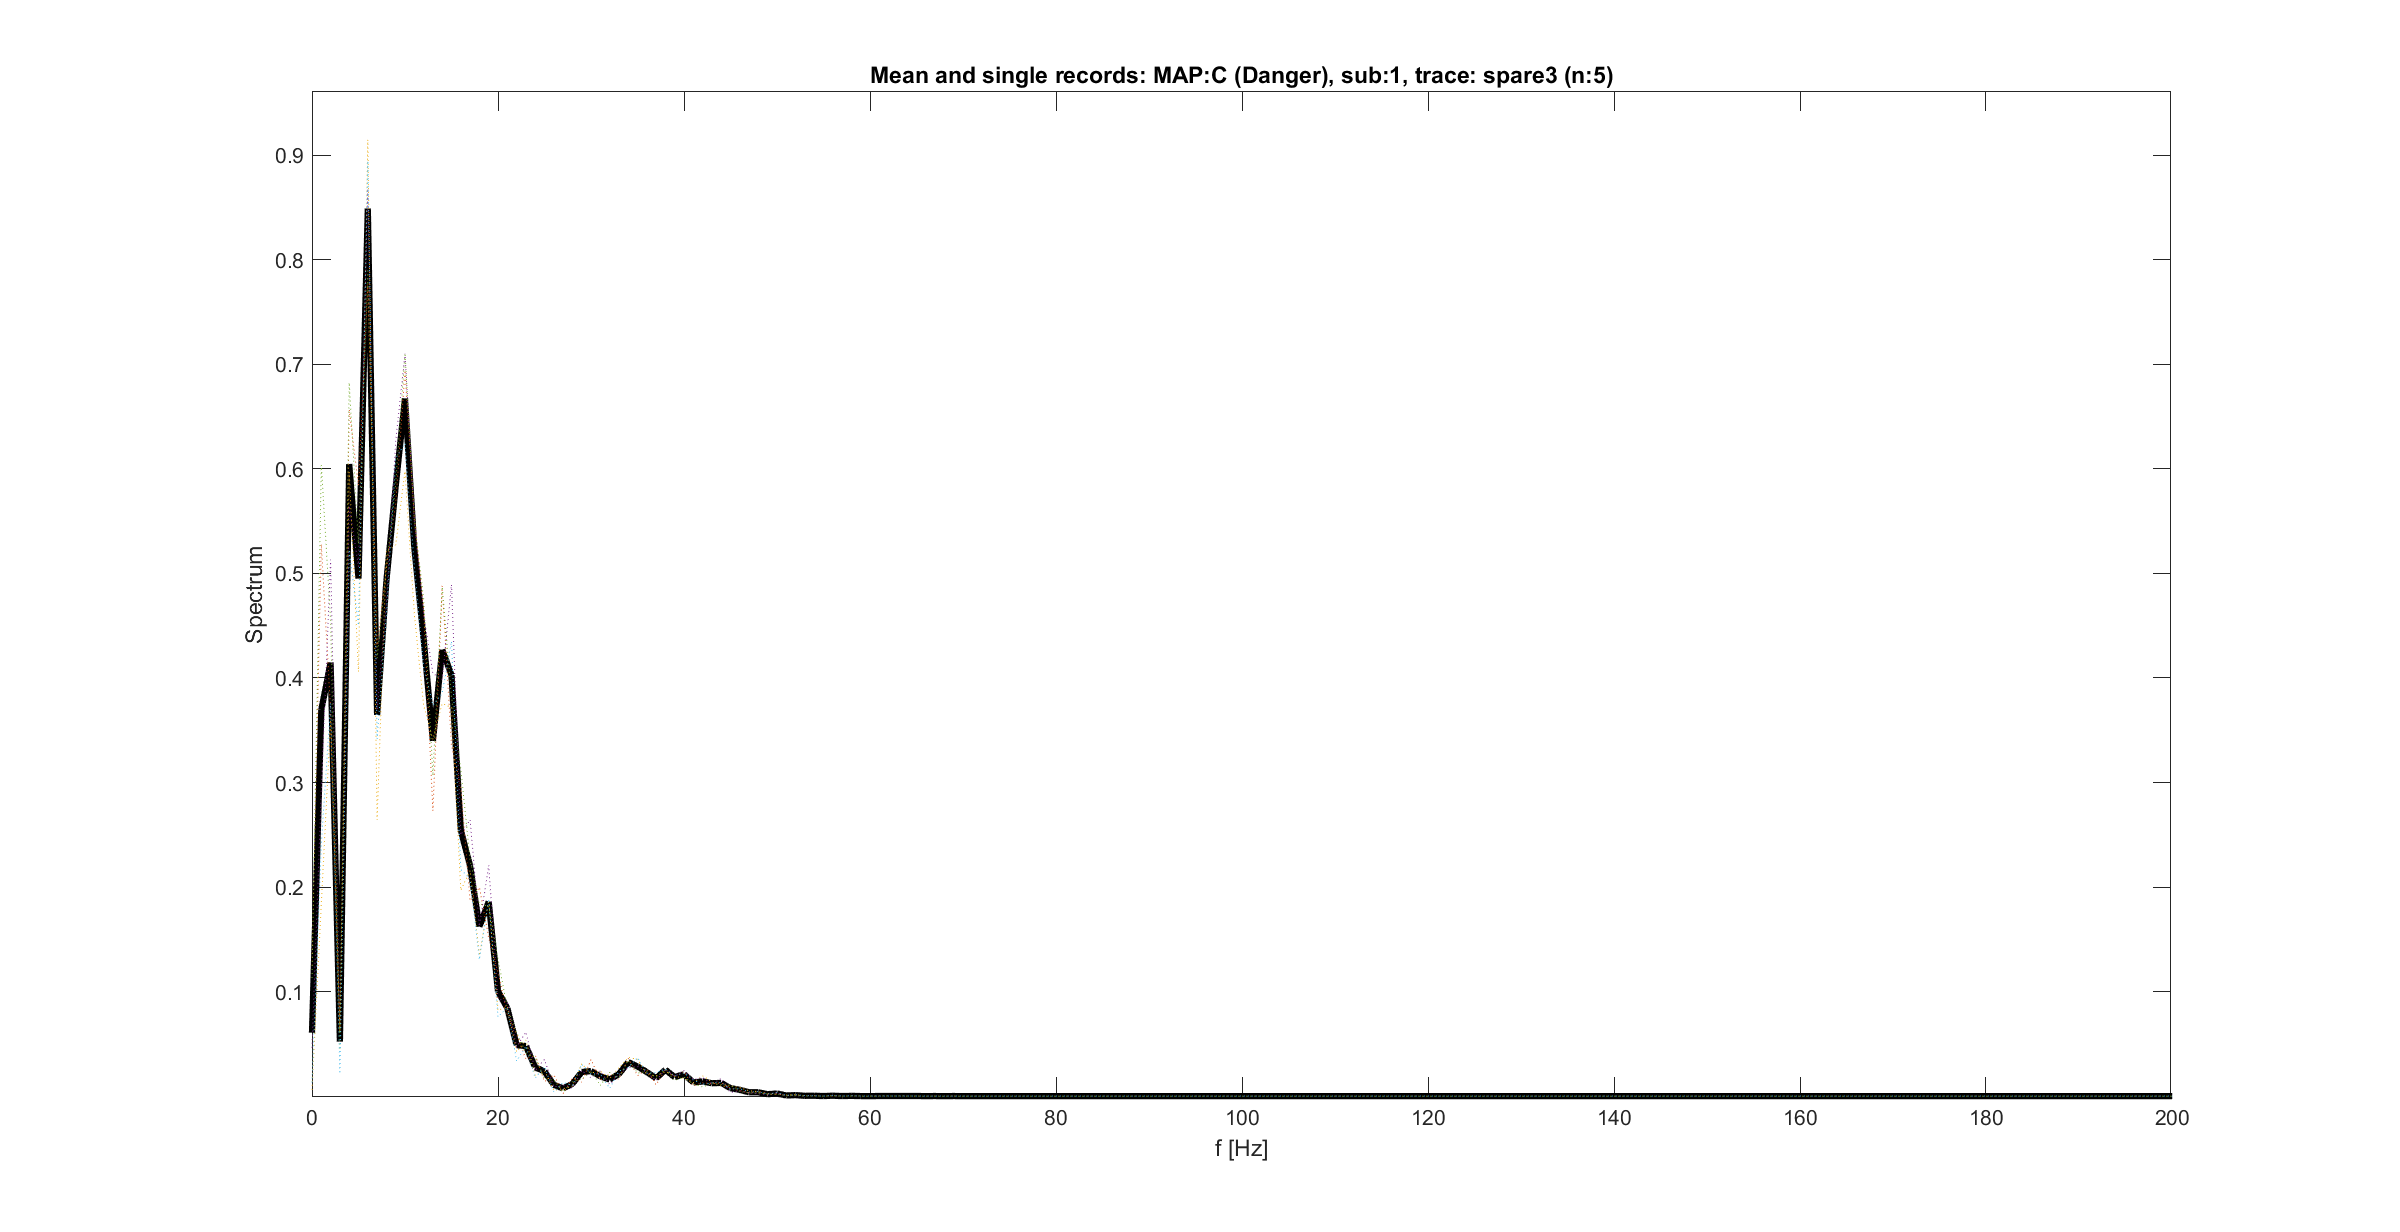 Mean and single records: MAP:C (Danger), sub:1, trace: spare3 (n:5)
0.9
0.8
0.7
0.6
0.5
0.4
0.3
0.2
0.1
Spectrum
0 20 40 60 80 100 120 140 160 180 200
f [Hz]